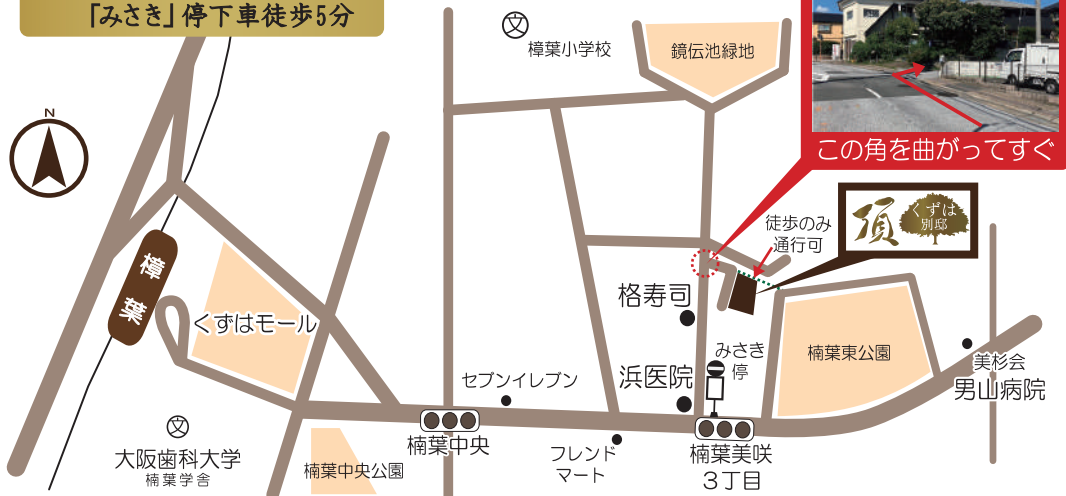 「みさき」停下車徒歩5分
文
樟葉小学校
鏡伝池緑地
この角を曲がってすぐ
N
徒歩のみ
通行可
頂
くずは
別邸
樟葉
くずはモール
格寿司
みさき
停
浜医院
楠葉東公園
美杉会
男山病院
セブンイレブン
文
大阪歯科大学
楠葉学舎
楠葉中央公園
楠葉中央
フレンド
マート
楠葉美咲
3丁目